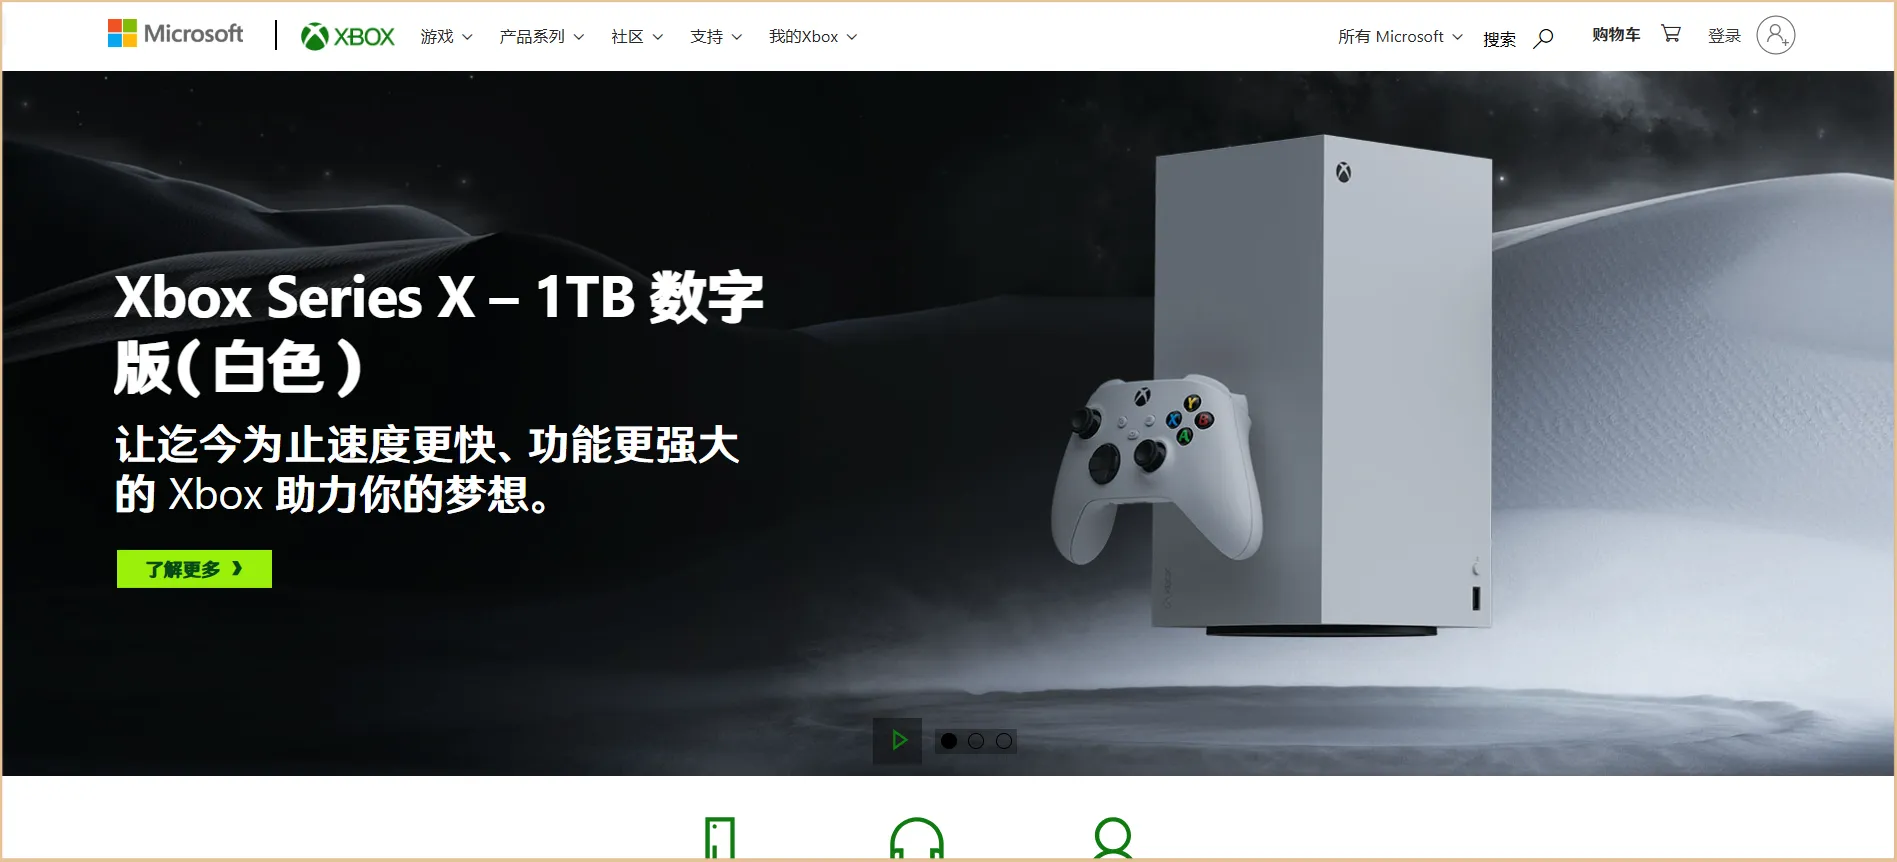 Microsoft
XBOX
游戏
产品系列
社区
支持
我的Xbox
所有 Microsoft
搜索
购物车
登录
Xbox Series X – 1TB 数字
版(白色)
让迄今为止速度更快、功能更强大
的 Xbox 助力你的梦想。
了解更多
Y
X
B
A
XBOX